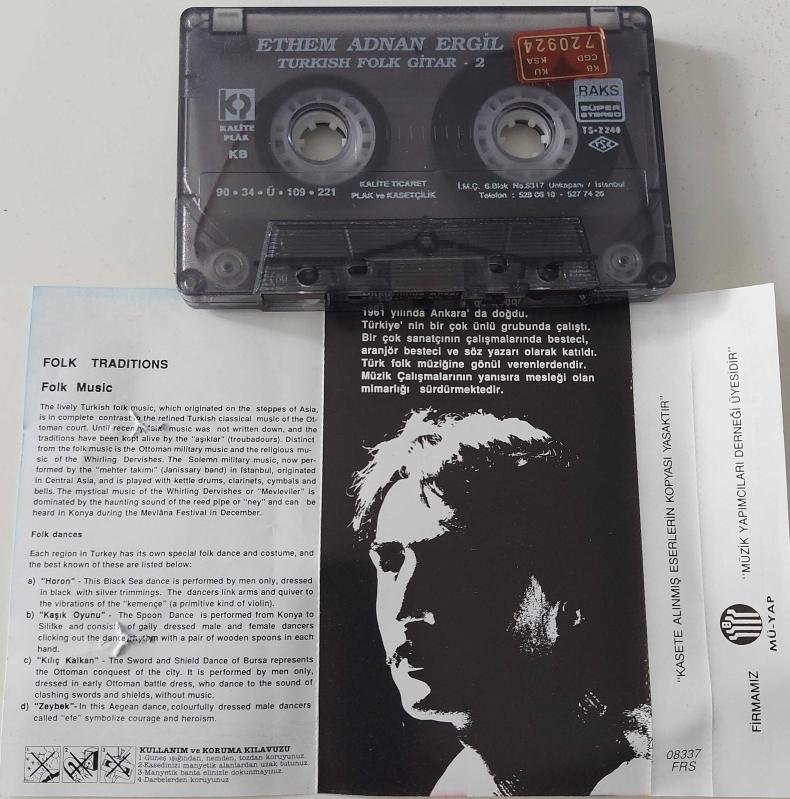 ETHEM ADNAN ERGİL
TURKISH FOLK GİTAR - 2
KB
CGD
KU
KSA
720924
RAKS
SÜPER
STEREO
TS-2240
TSE
KALİTE
PLÂK
KB
90 • 34 • Ü • 109 • 221
KALİTE TİCARET
PLÂK ve KASETÇİLİK
İ.M.Ç. 6.Blok No.6317 Unkapanı / İstanbul
Telefon : 528 06 10 - 527 74 26
FOLK TRADITIONS
Folk Music
The lively Turkish folk music, which originated on the steppes of Asia,
is in complete contrast to the refined Turkish classical music of the Ot-
toman court. Until recently folk music was not written down, and the
traditions have been kept alive by the "aşıklar" (troubadours). Distinct
from the folk music is the Ottoman military music and the religious mu-
sic of the Whirling Dervishes. The Solemn military music, now per-
formed by the "mehter takımı" (Janissary band) in Istanbul, originated
in Central Asia, and is played with kettle drums, clarinets, cymbals and
bells. The mystical music of the Whirling Dervishes or "Mevleviler" is
dominated by the haunting sound of the reed pipe or "ney" and can be
heard in Konya during the Mevlâna Festival in December.
Folk dances
Each region in Turkey has its own special folk dance and costume, and
the best known of these are listed below:
a) "Horon" - This Black Sea dance is performed by men only, dressed
in black with silver trimmings. The dancers link arms and quiver to
the vibrations of the "kemençe" (a primitive kind of violin).
b) "Kaşık Oyunu" - The Spoon Dance is performed from Konya to
Silifke and consists of gaily dressed male and female dancers
clicking out the dance rhythm with a pair of wooden spoons in each
hand.
c) "Kılıç Kalkan" - The Sword and Shield Dance of Bursa represents
the Ottoman conquest of the city. It is performed by men only,
dressed in early Ottoman battle dress, who dance to the sound of
clashing swords and shields, without music.
d) "Zeybek"- In this Aegean dance, colourfully dressed male dancers
called "efe" symbolize courage and heroism.
1 2 3
KULLANIM ve KORUMA KILAVUZU
1-Güneş ışığından, nemden, tozdan koruyunuz.
2-Kasedinizi manyetik alanlardan uzak tutunuz.
3-Manyetik banta elinizle dokunmayınız.
4-Darbelerden koruyunuz
1961 yılında Ankara' da doğdu.
Türkiye' nin bir çok ünlü grubunda çalıştı.
Bir çok sanatçının çalışmalarında besteci,
aranjör besteci ve söz yazarı olarak katıldı.
Türk folk müziğine gönül verenlerdendir.
Müzik Çalışmalarının yanısıra mesleği olan
mimarlığı sürdürmektedir.
"KASETE ALINMIŞ ESERLERİN KOPYASI YASAKTIR"
08337
FRS
"MÜZİK YAPIMCILARI DERNEĞİ ÜYESİDİR"
MÜ-YAP
FİRMAMIZ